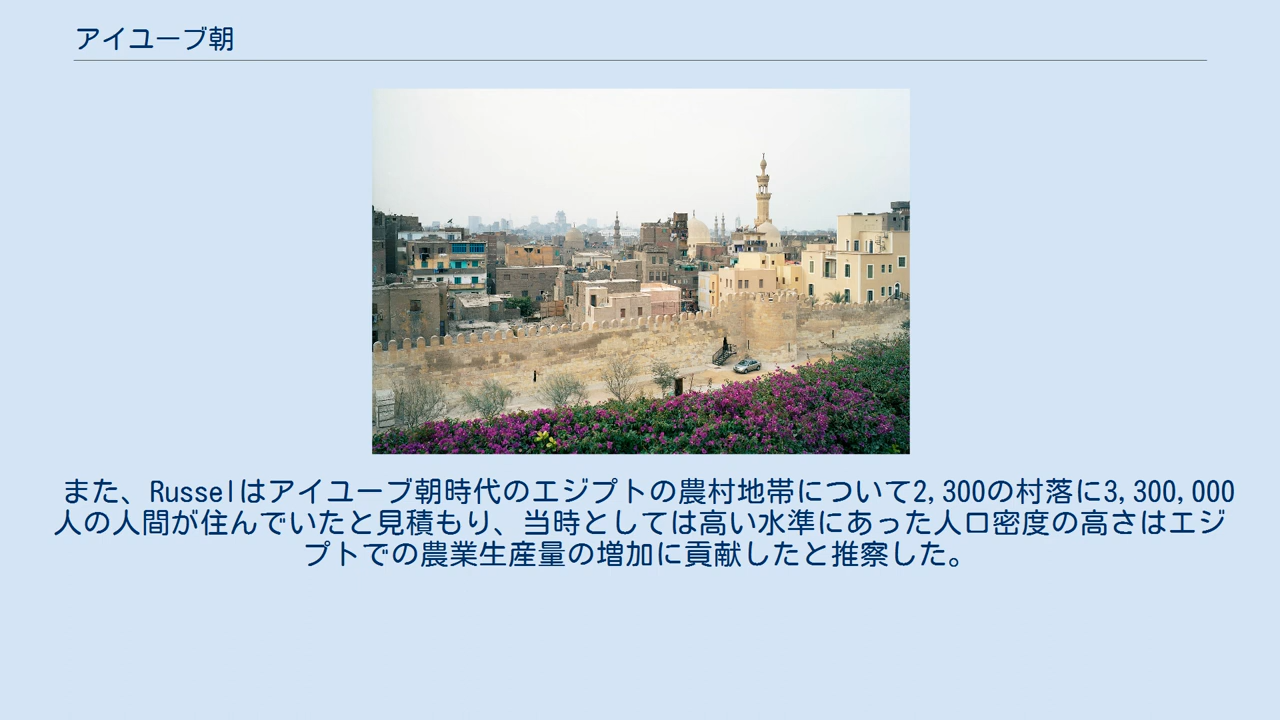 アイユーブ朝
また、Russelはアイユーブ朝時代のエジプトの農村地帯について2,300の村落に3,300,000
人の人間が住んでいたと見積もり、当時としては高い水準にあった人口密度の高さはエジ
プトでの農業生産量の増加に貢献したと推察した。